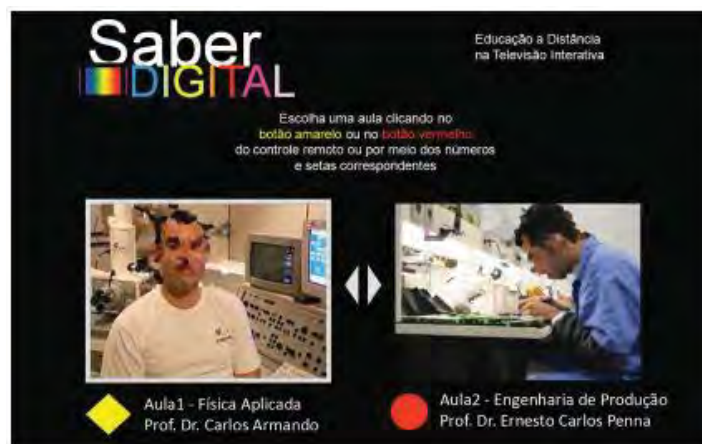 Saber
DIGITAL
Educação a Distância
na Televisão Interativa
Escolha uma aula clicando no
botão amarelo ou no botão vermelho
do controle remoto ou por meio dos números
e setas correspondentes
Aula1 - Física Aplicada
Prof. Dr. Carlos Armando
Aula2 - Engenharia de Produção
Prof. Dr. Ernesto Carlos Penna